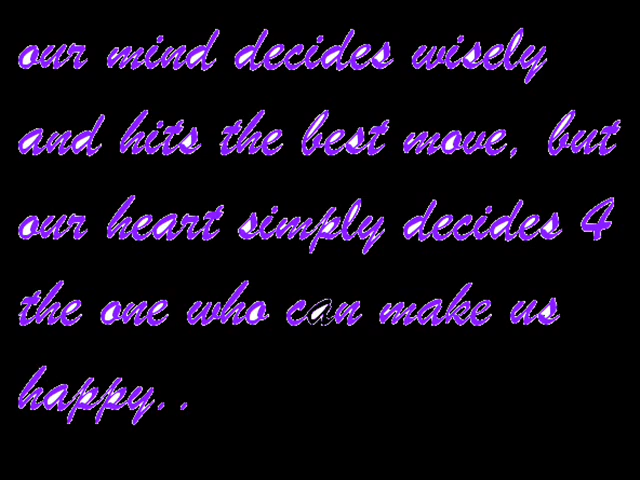 our mind decides wisely
and hits the best move, but
our heart simply decides 4
the one who can make us
happy. .